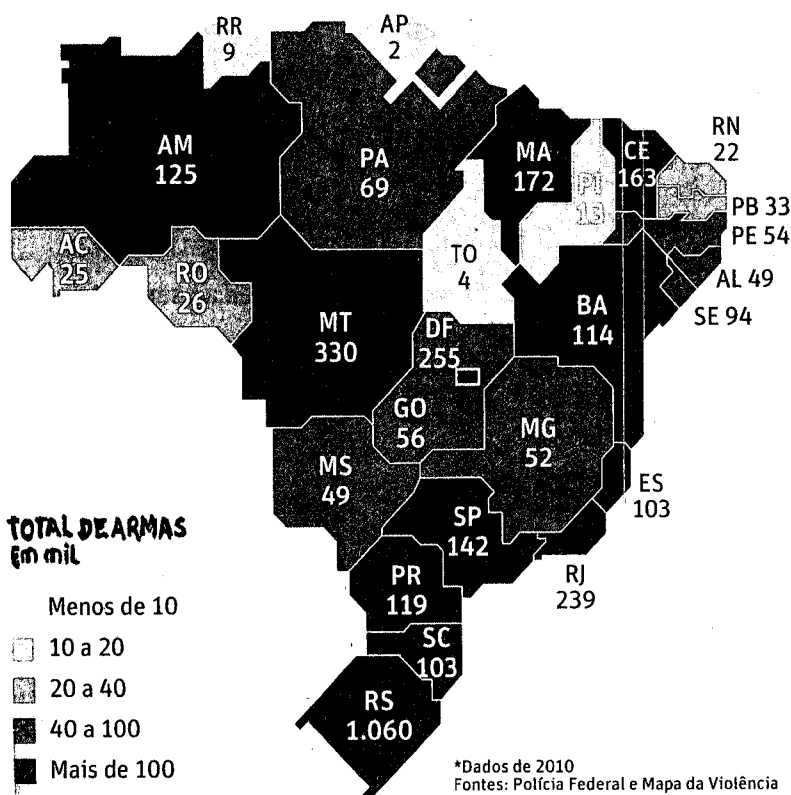 RR
9
AP
2
AM
125
PA
69
MA
172
PI
13
CE
163
RN
22
PB 33
PE 54
AL 49
SE 94
AC
25
RO
26
TO
4
BA
114
MT
330
DF
255
GO
56
MG
52
MS
49
ES
103
SP
142
RJ
239
PR
119
SC
103
RS
1.060
TOTAL DE ARMAS
Em mil
Menos de 10
10 a 20
20 a 40
40 a 100
Mais de 100
*Dados de 2010
Fontes: Polícia Federal e Mapa da Violência